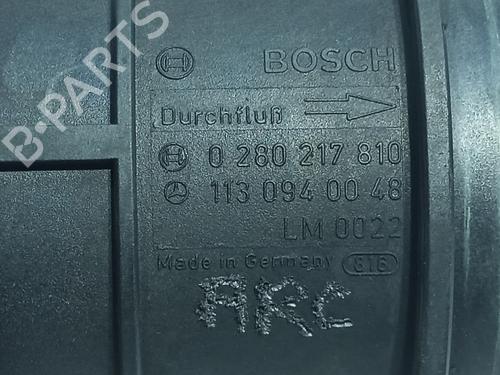 BOSCH
Durchfluß
0 280 217 810
113 094 00 48
LM 0022
Made in Germany 816
ARC
B-PARTS